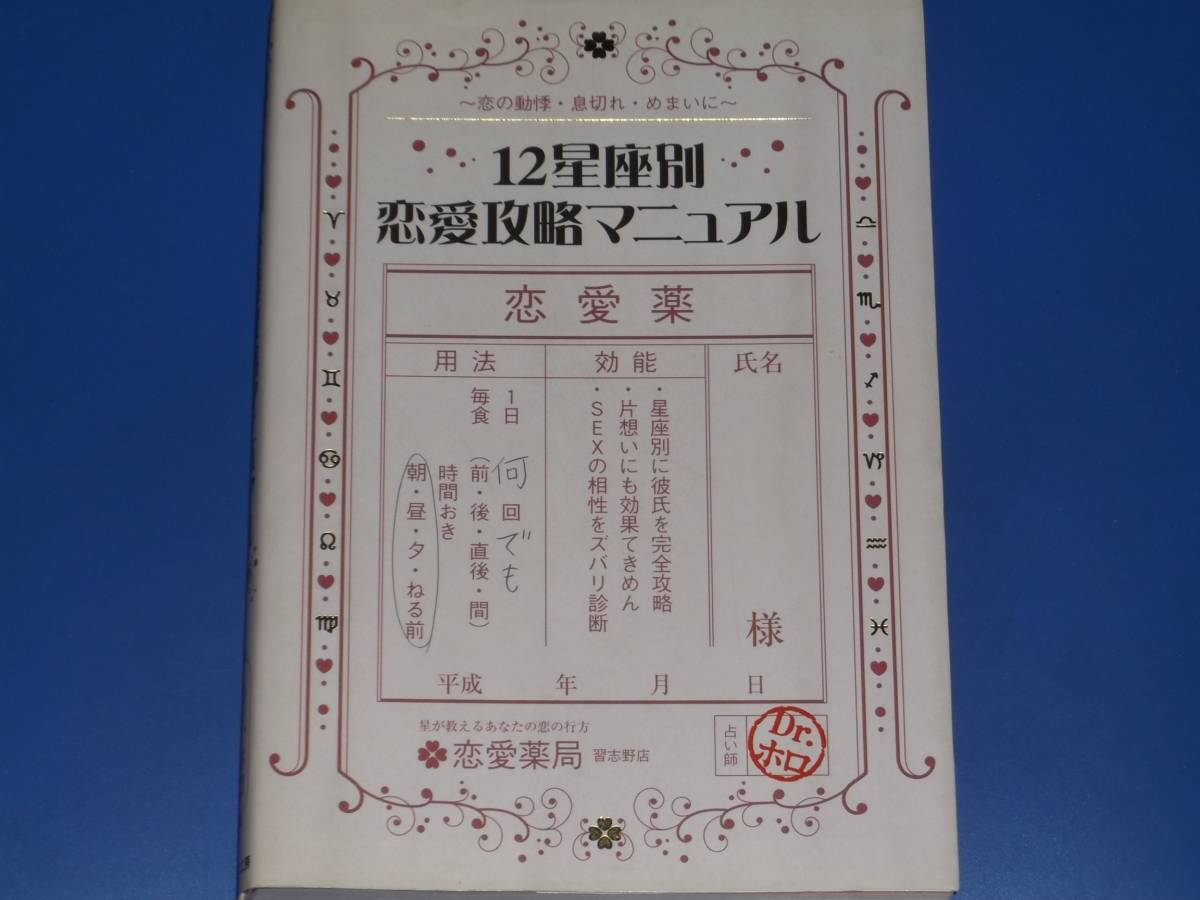 〜恋の動悸・息切れ・めまいに〜
12星座別
恋愛攻略マニュアル
恋愛薬
氏名
様
効能
・星座別に彼氏を完全攻略
・片想いにも効果てきめん
・SEXの相性をズバリ診断
用法
1日 何回でも
毎食(前・後・直後・間)
時間おき
朝・昼・夕・ねる前
平成 年 月 日
星が教えるあなたの恋の行方
恋愛薬局 習志野店
占い師
Dr.
ホロ